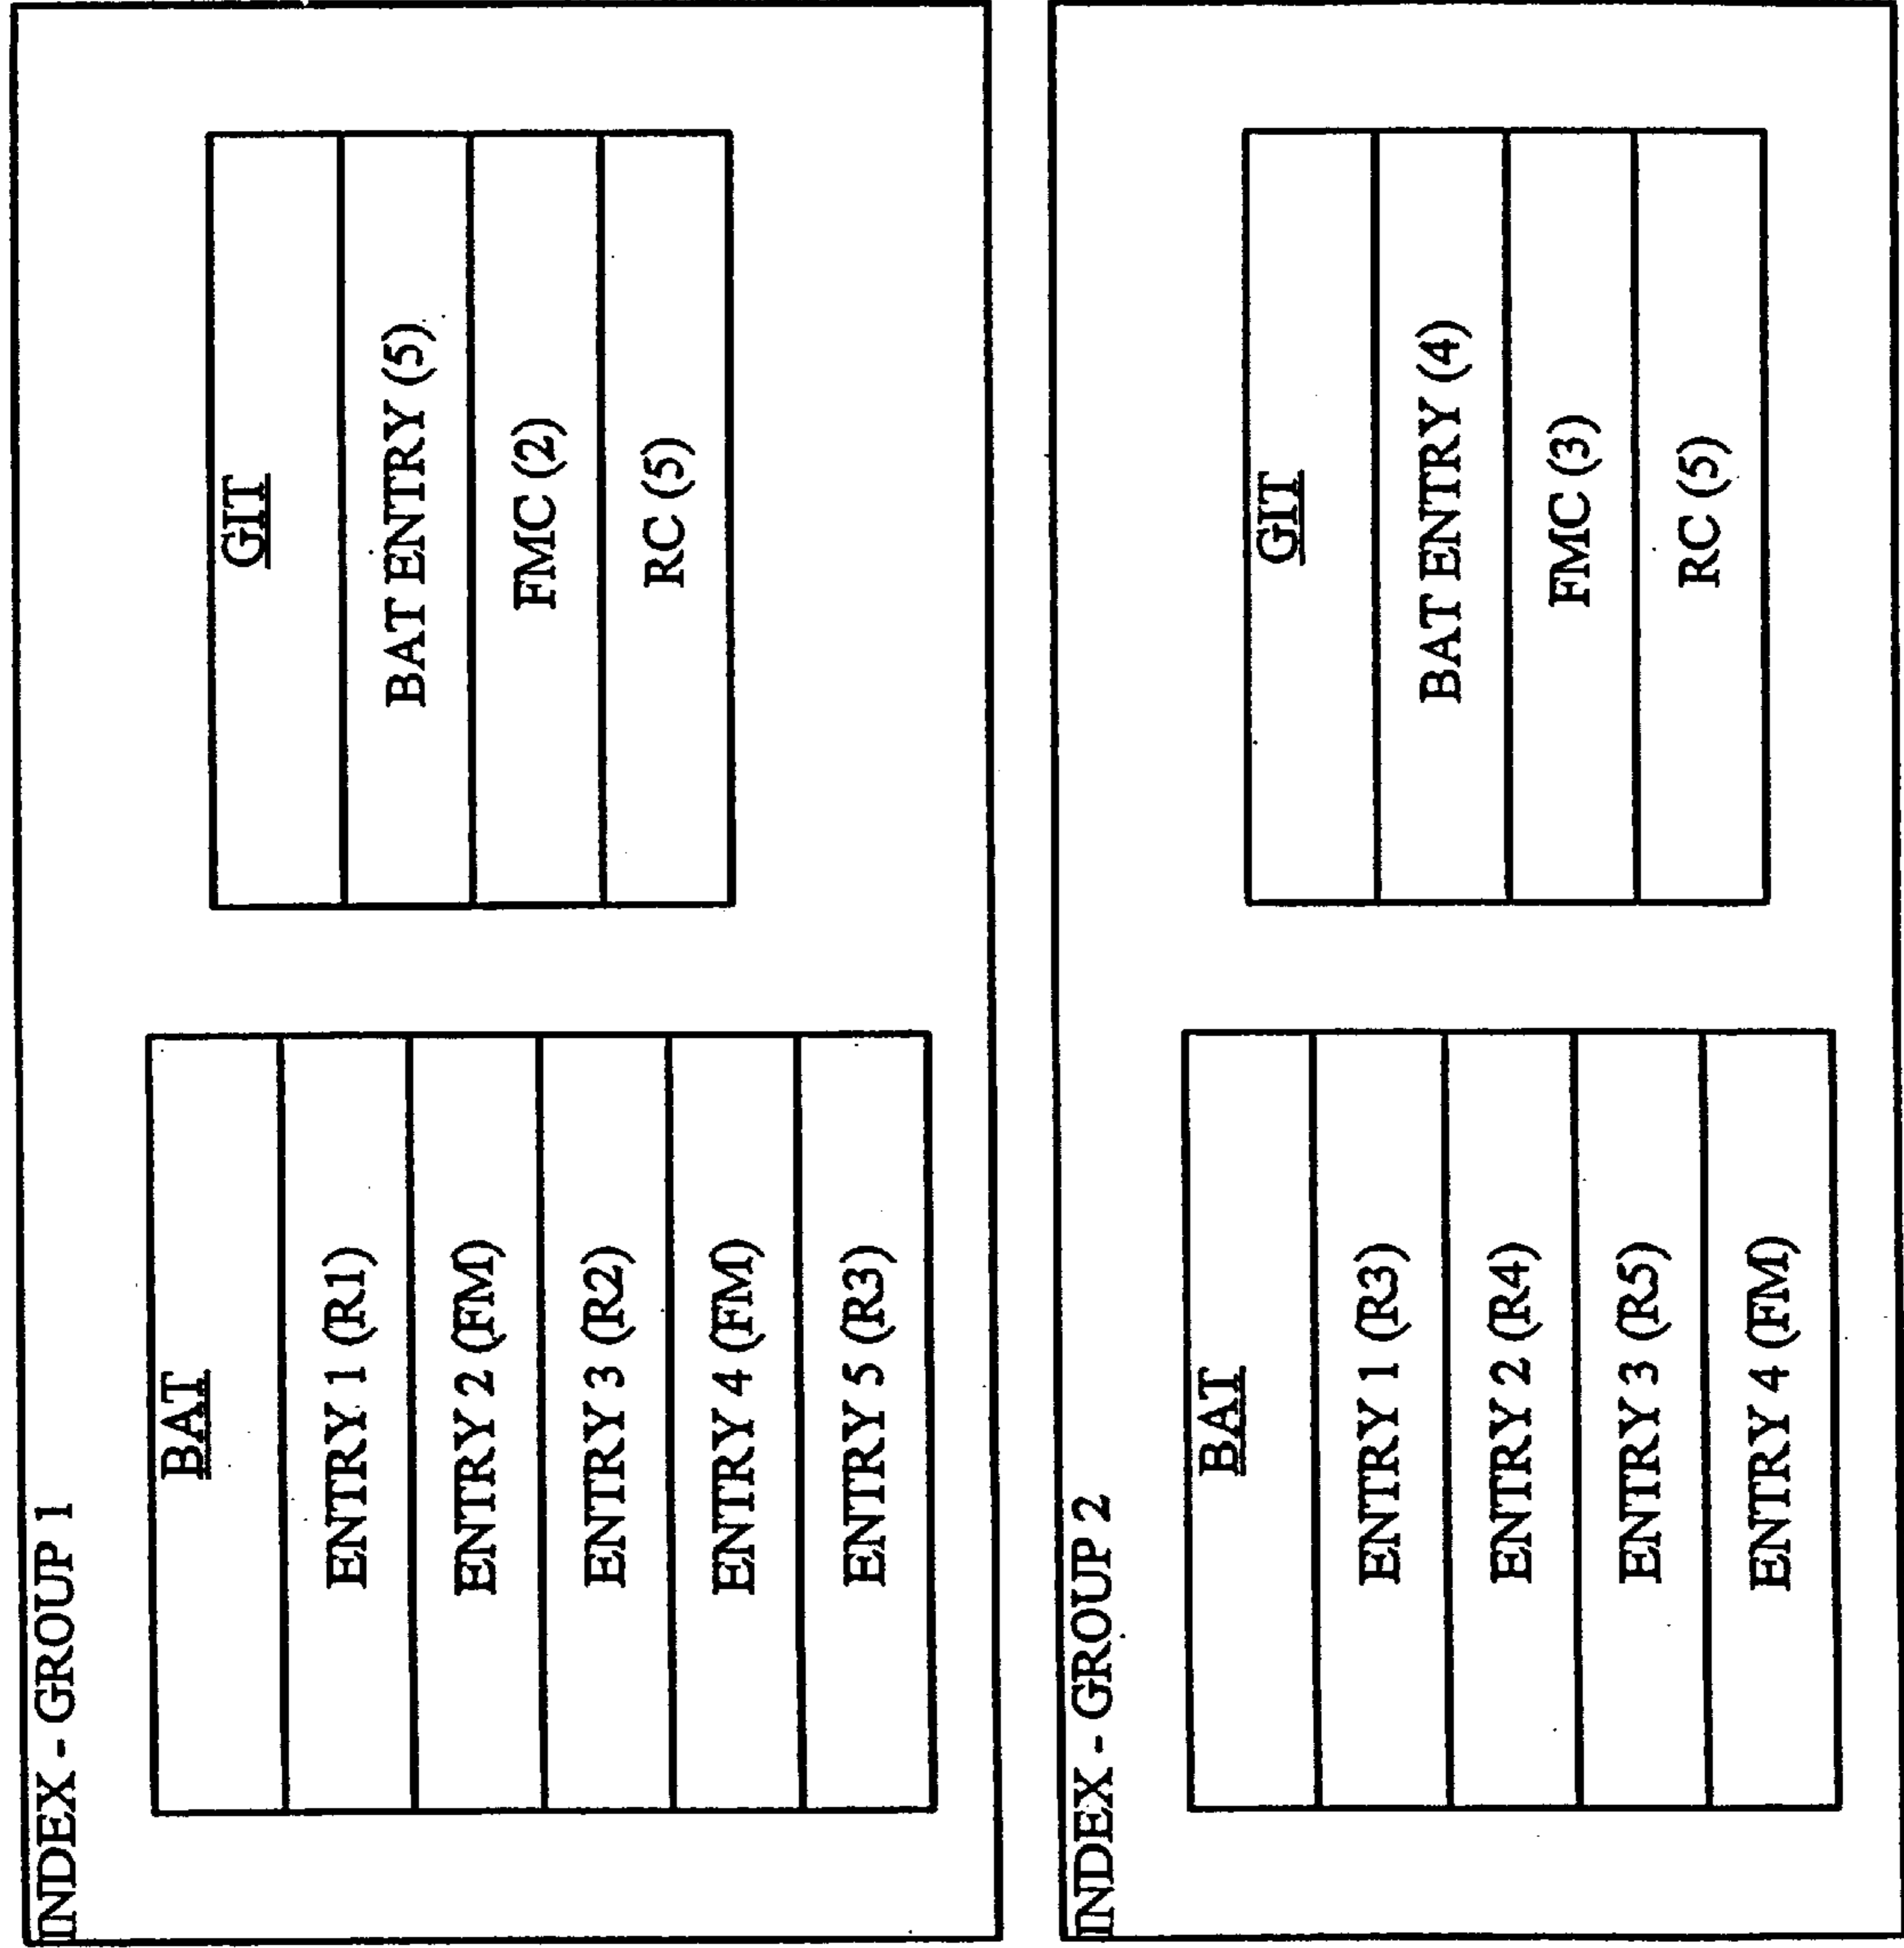 INDEX - GROUP 1
BAT
ENTRY 1 (R1)
ENTRY 2 (FM)
ENTRY 3 (R2)
ENTRY 4 (FM)
ENTRY 5 (R3)
GIT
BAT ENTRY (5)
FMC (2)
RC (5)
INDEX - GROUP 2
BAT
ENTRY 1 (R3)
ENTRY 2 (R4)
ENTRY 3 (R5)
ENTRY 4 (FM)
GIT
BAT ENTRY (4)
FMC (3)
RC (5)